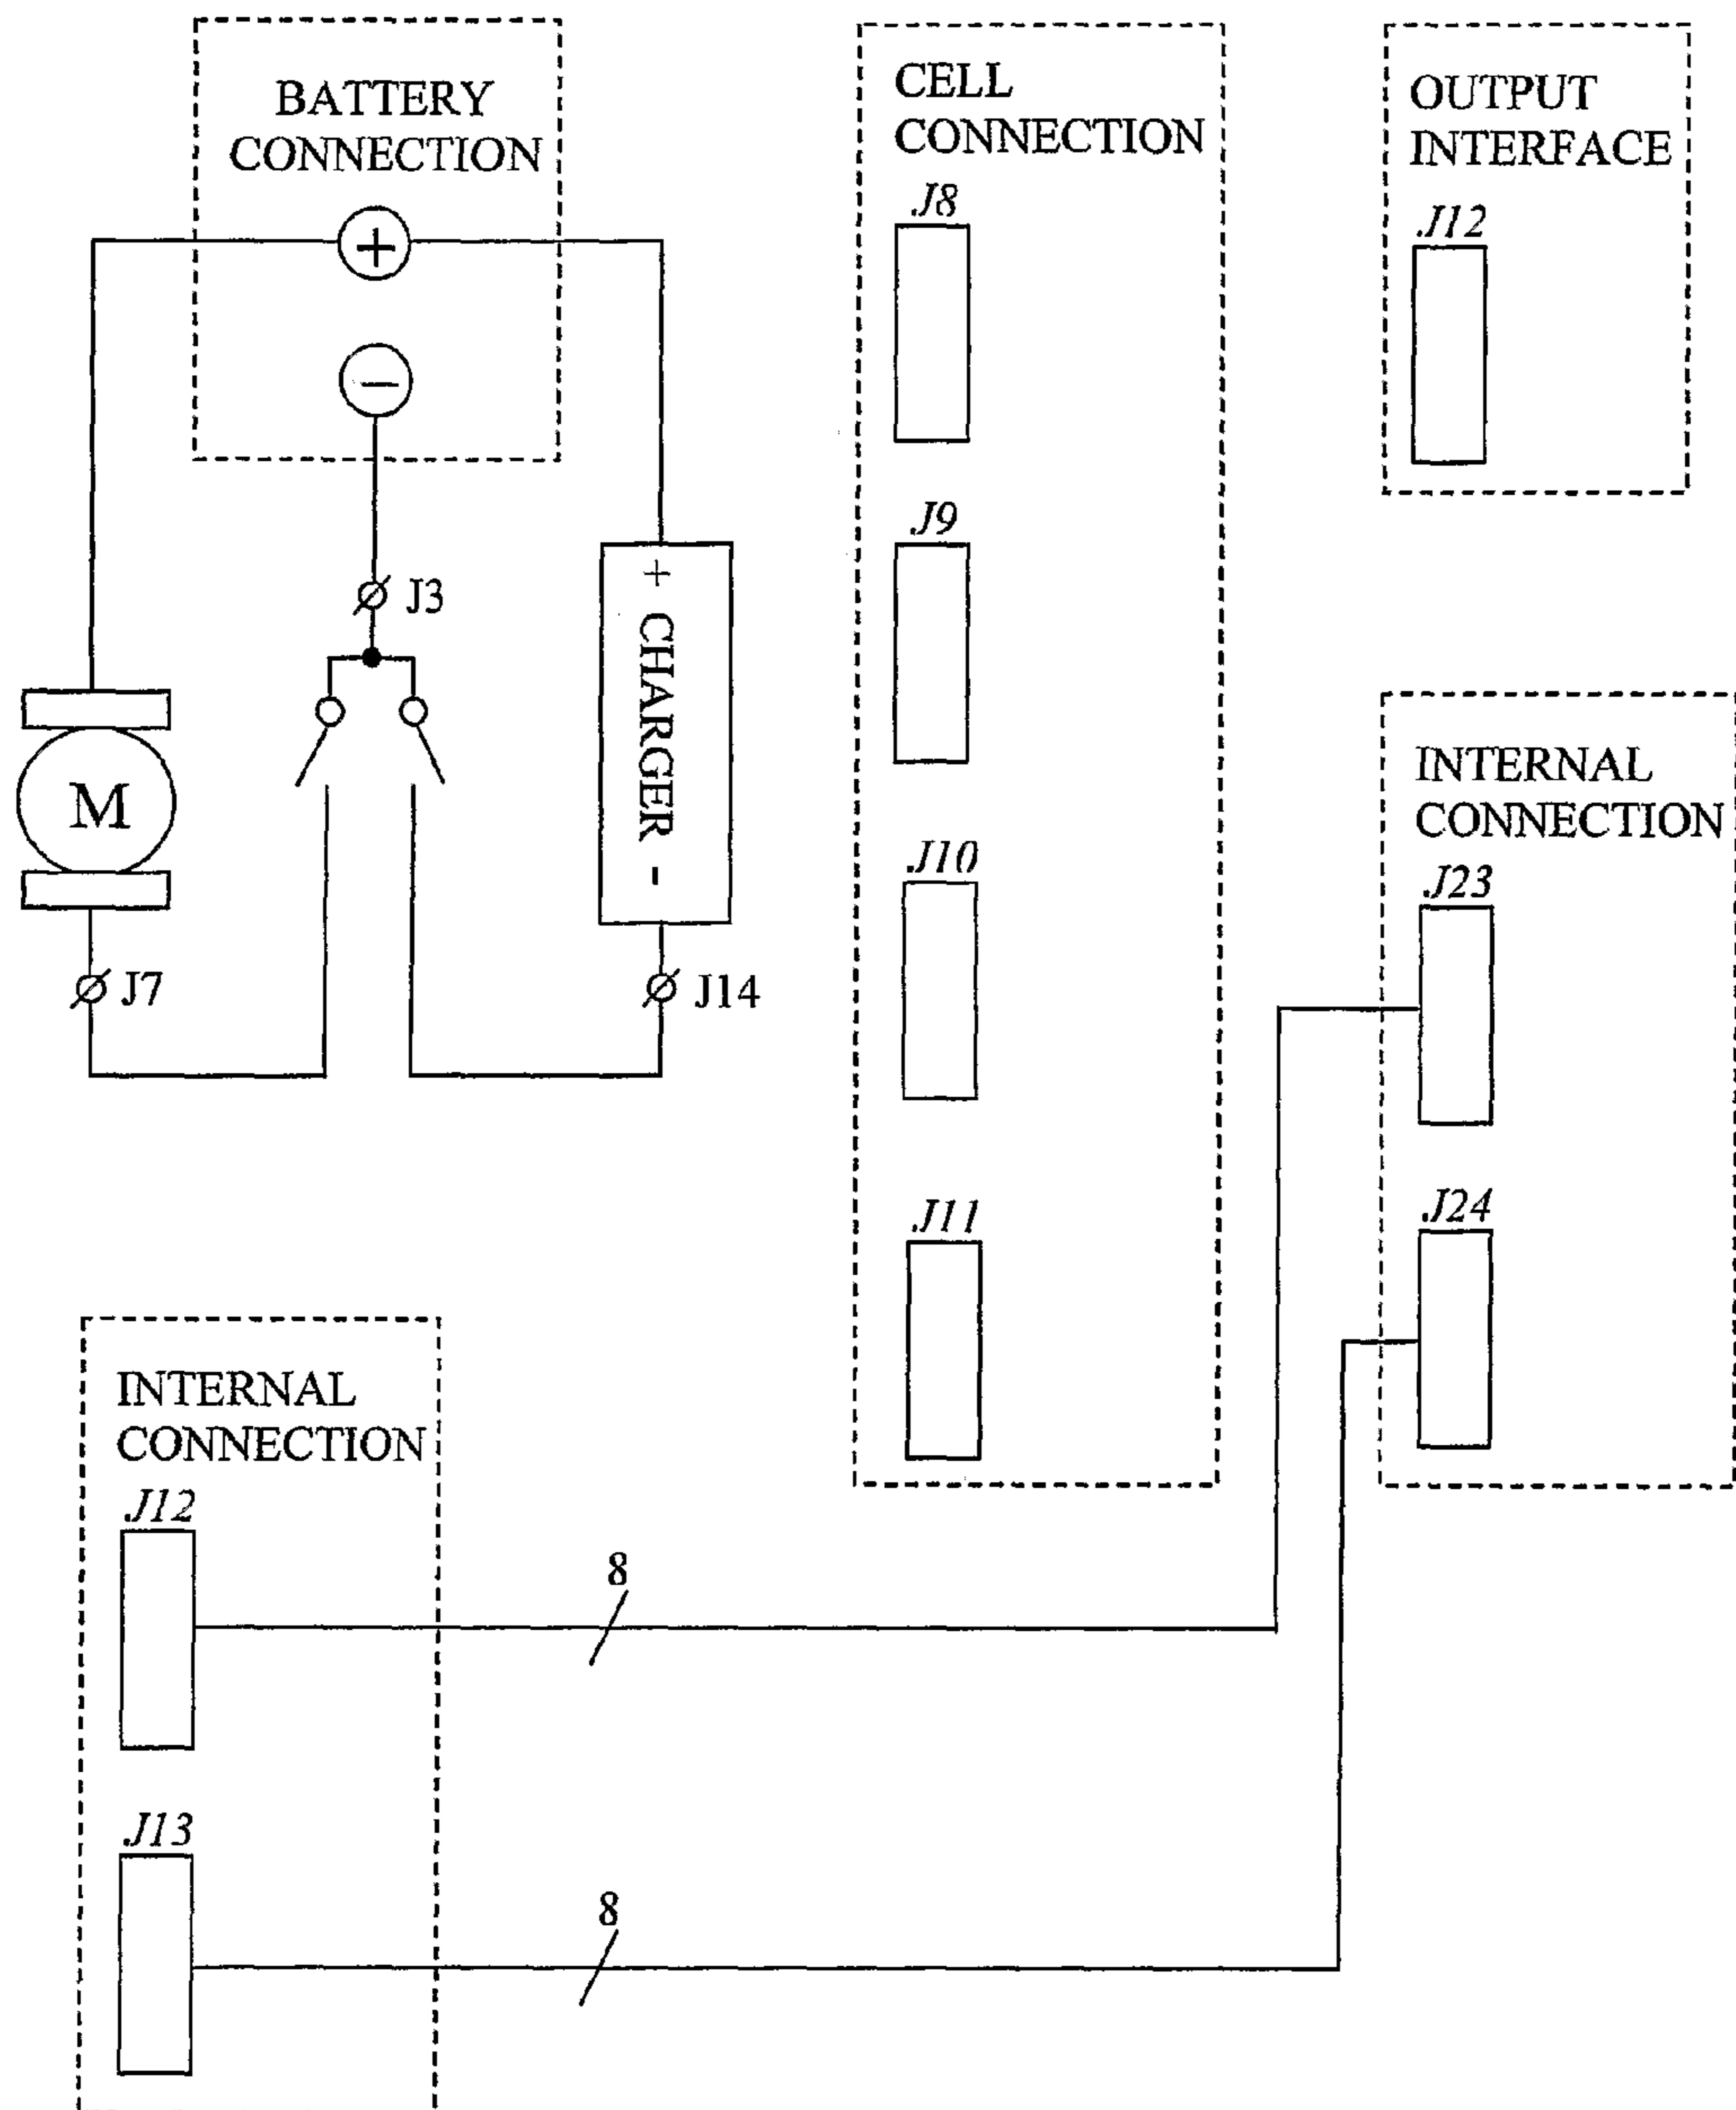 BATTERY
CONNECTION
+
−
J3
+ CHARGER -
M
J7
J14
CELL
CONNECTION
J8
J9
J10
J11
OUTPUT
INTERFACE
J12
INTERNAL
CONNECTION
J23
J24
INTERNAL
CONNECTION
J12
8
J13
8